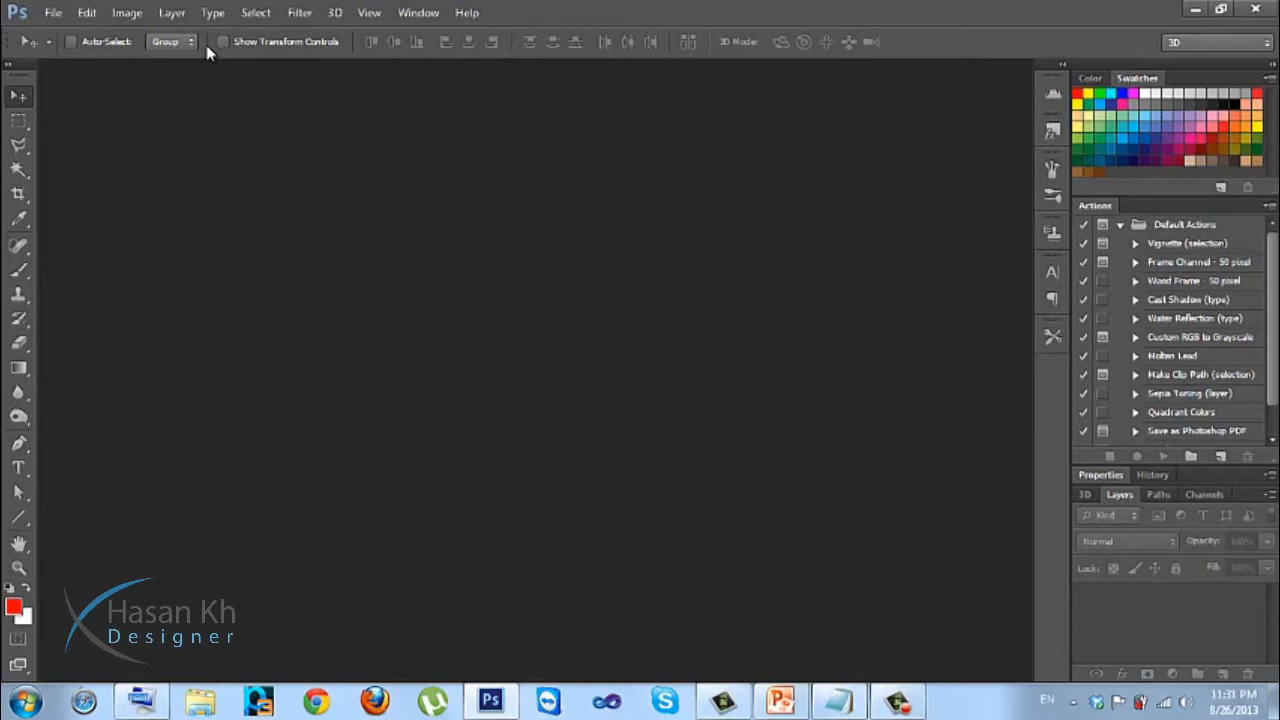 Ps File Edit Image Layer Type Select Filter 3D View Window Help
Auto-Select: Group Show Transform Controls 3D Mode: 3D
Color Swatches
Actions
Default Actions
Vignette (selection)
Frame Channel - 50 pixel
Wood Frame - 50 pixel
Cast Shadow (type)
Water Reflection (type)
Custom RGB to Grayscale
Molten Lead
Make Clip Path (selection)
Sepia Toning (layer)
Quadrant Colors
Save as Photoshop PDF
Properties History
3D Layers Paths Channels
Kind
Normal Opacity: 100%
Lock: Fill: 100%
Hasan Kh
Designer
EN
11:31 PM
8/26/2013